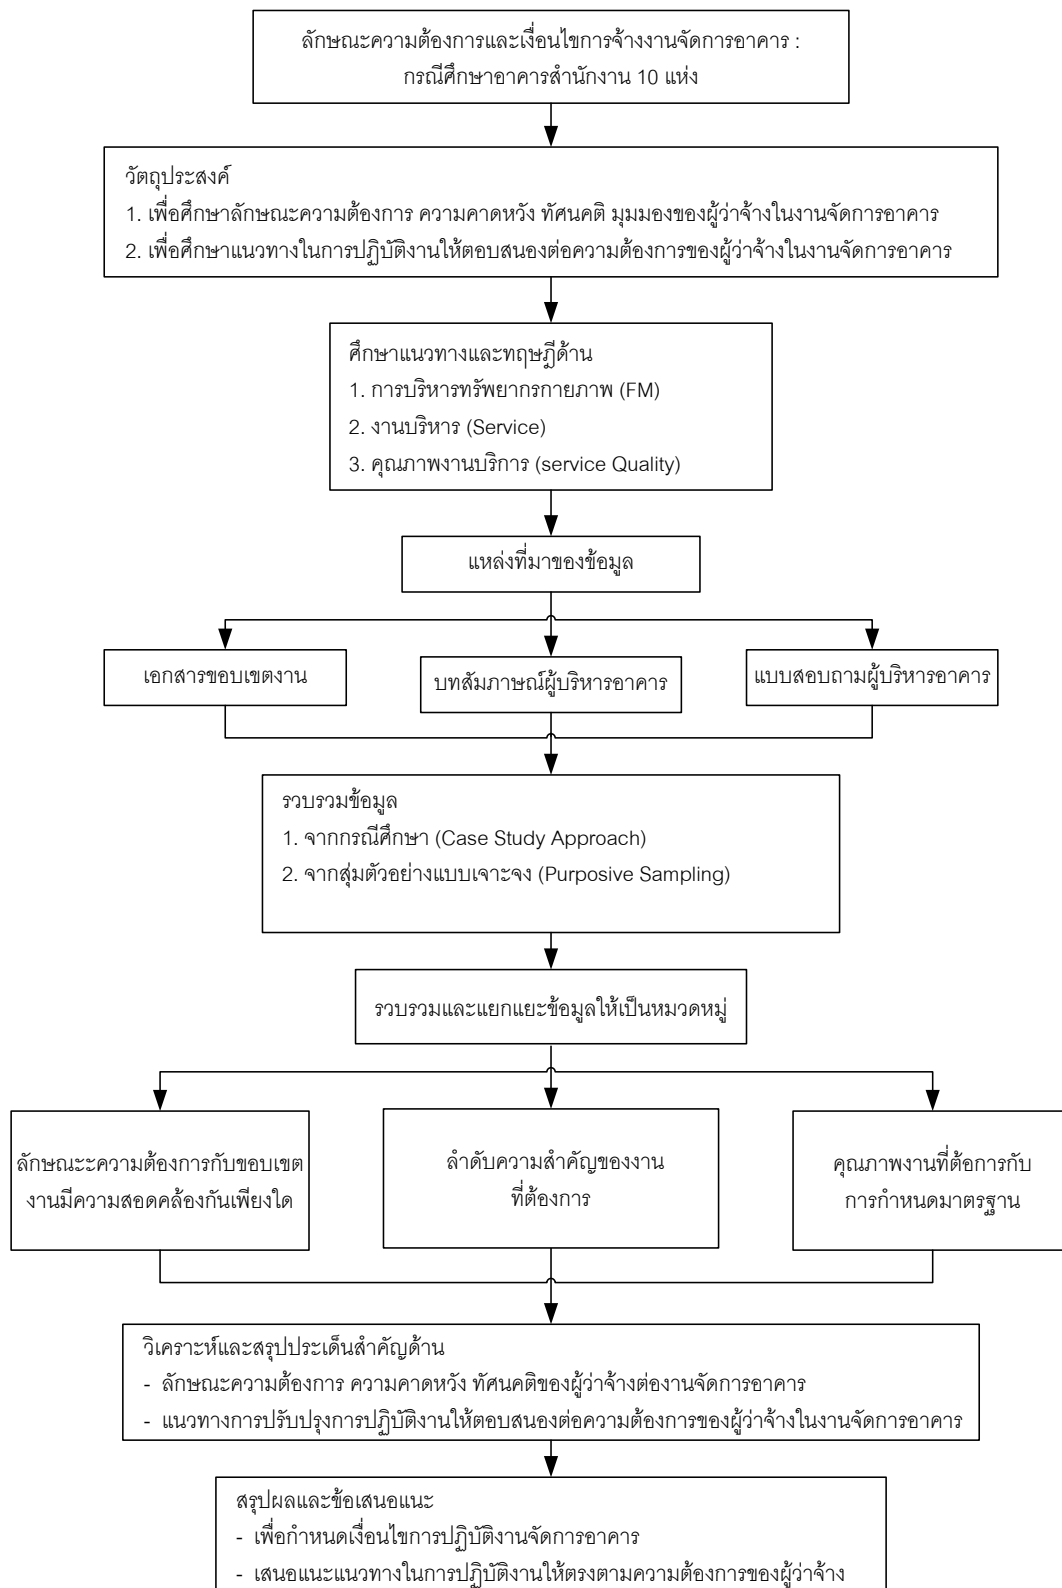 ลักษณะความต้องการและเงื่อนไขการจ้างงานจัดการอาคาร :
กรณีศึกษาอาคารสำนักงาน 10 แห่ง
วัตถุประสงค์
1. เพื่อศึกษาลักษณะความต้องการ ความคาดหวัง ทัศนคติ มุมมองของผู้ว่าจ้างในงานจัดการอาคาร
2. เพื่อศึกษาแนวทางในการปฏิบัติงานให้ตอบสนองต่อความต้องการของผู้ว่าจ้างในงานจัดการอาคาร
ศึกษาแนวทางและทฤษฎีด้าน
1. การบริหารทรัพยากรกายภาพ (FM)
2. งานบริหาร (Service)
3. คุณภาพงานบริการ (service Quality)
แหล่งที่มาของข้อมูล
เอกสารขอบเขตงาน
บทสัมภาษณ์ผู้บริหารอาคาร
แบบสอบถามผู้บริหารอาคาร
รวบรวมข้อมูล
1. จากกรณีศึกษา (Case Study Approach)
2. จากสุ่มตัวอย่างแบบเจาะจง (Purposive Sampling)
รวบรวมและแยกแยะข้อมูลให้เป็นหมวดหมู่
ลักษณะะความต้องการกับขอบเขต
งานมีความสอดคล้องกันเพียงใด
ลำดับความสำคัญของงาน
ที่ต้องการ
คุณภาพงานที่ต้อการกับ
การกำหนดมาตรฐาน
วิเคราะห์และสรุปประเด็นสำคัญด้าน
- ลักษณะความต้องการ ความคาดหวัง ทัศนคติของผู้ว่าจ้างต่องานจัดการอาคาร
- แนวทางการปรับปรุงการปฏิบัติงานให้ตอบสนองต่อความต้องการของผู้ว่าจ้างในงานจัดการอาคาร
สรุปผลและข้อเสนอแนะ
- เพื่อกำหนดเงื่อนไขการปฏิบัติงานจัดการอาคาร
- เสนอแนะแนวทางในการปฏิบัติงานให้ตรงตามความต้องการของผู้ว่าจ้าง